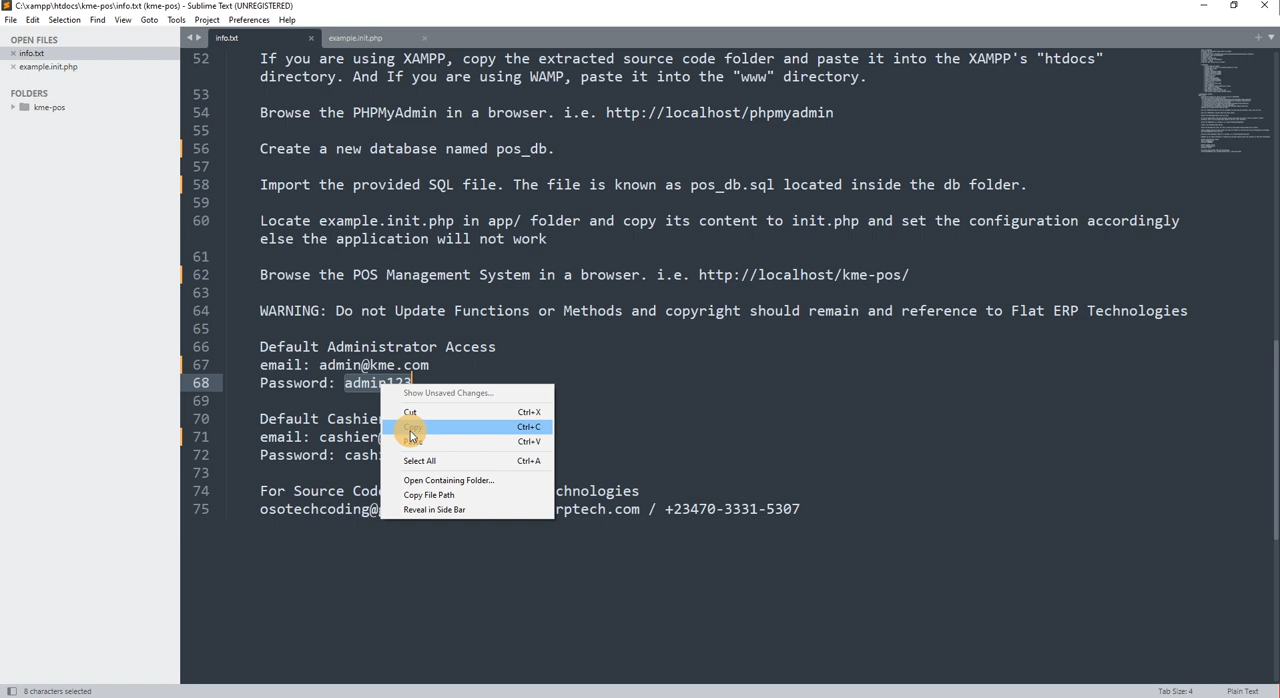 C:\xampp\htdocs\kme-pos\info.txt (kme-pos) - Sublime Text (UNREGISTERED)
File Edit Selection Find View Goto Tools Project Preferences Help
OPEN FILES
info.txt
example.init.php
FOLDERS
kme-pos
info.txt
example.init.php
52 If you are using XAMPP, copy the extracted source code folder and paste it into the XAMPP's "htdocs"
directory. And If you are using WAMP, paste it into the "www" directory.
53
54 Browse the PHPMyAdmin in a browser. i.e. http://localhost/phpmyadmin
55
56 Create a new database named pos_db.
57
58 Import the provided SQL file. The file is known as pos_db.sql located inside the db folder.
59
60 Locate example.init.php in app/ folder and copy its content to init.php and set the configuration accordingly
else the application will not work
61
62 Browse the POS Management System in a browser. i.e. http://localhost/kme-pos/
63
64 WARNING: Do not Update Functions or Methods and copyright should remain and reference to Flat ERP Technologies
65
66 Default Administrator Access
67 email: admin@kme.com
68 Password: admin123
69
70 Default Cashier
71 email: cashier
72 Password: cashi
73
74 For Source Cod chnologies
75 osotechcoding@ rptech.com / +23470-3331-5307
Show Unsaved Changes...
Cut Ctrl+X
Copy Ctrl+C
Paste Ctrl+V
Select All Ctrl+A
Open Containing Folder...
Copy File Path
Reveal in Side Bar
8 characters selected
Tab Size: 4 Plain Text